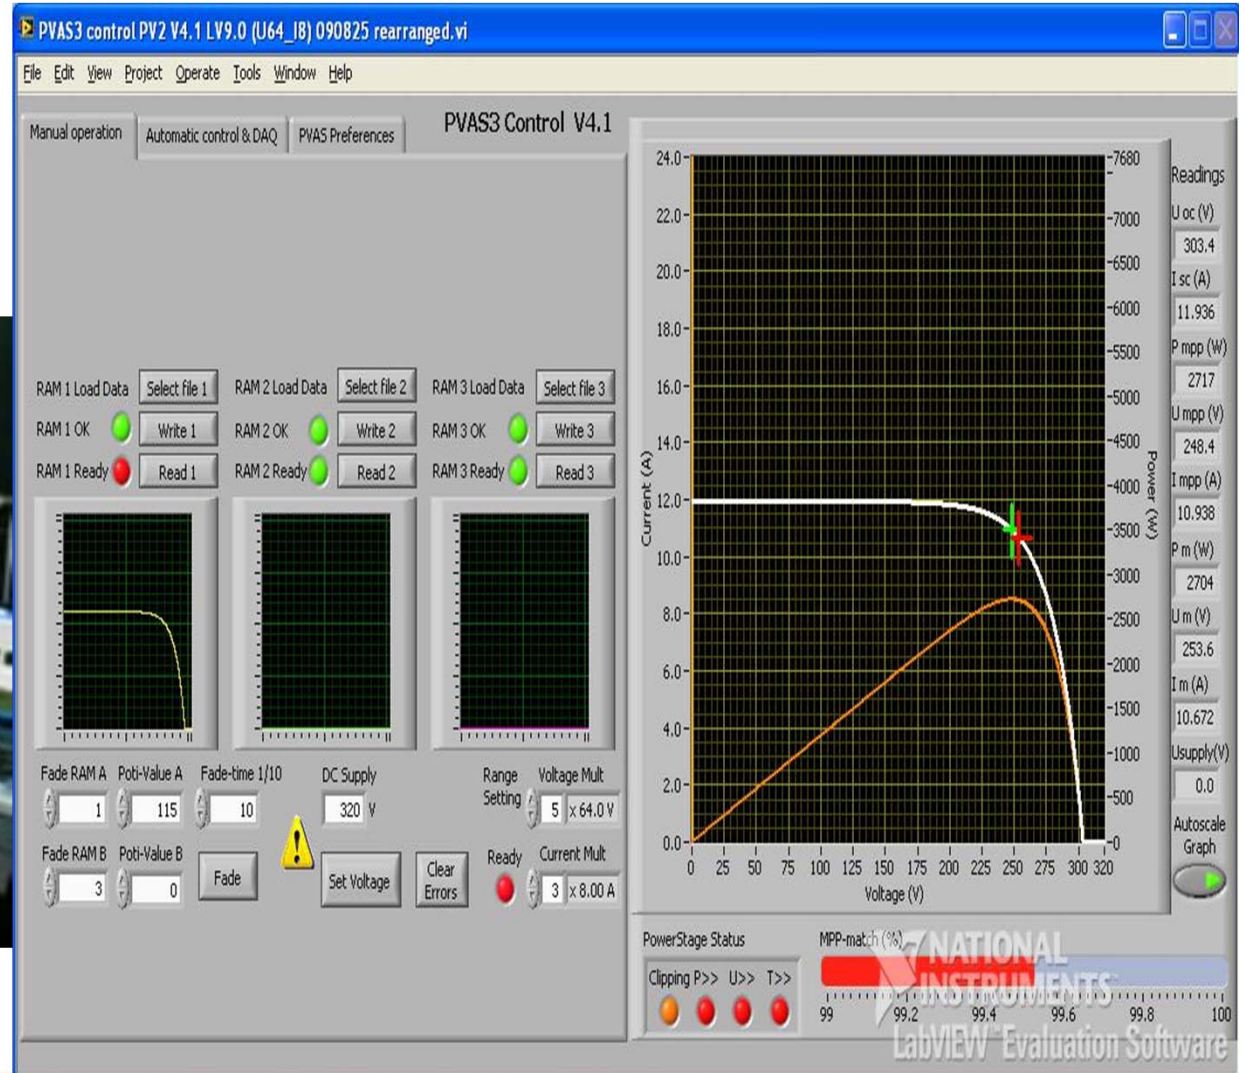 PVAS3 control PV2 V4.1 LV9.0 (U64_I8) 090825 rearranged.vi
File Edit View Project Operate Tools Window Help
Manual operation Automatic control & DAQ PVAS Preferences PVAS3 Control V4.1
RAM 1 Load Data Select file 1 RAM 2 Load Data Select file 2 RAM 3 Load Data Select file 3
RAM 1 OK Write 1 RAM 2 OK Write 2 RAM 3 OK Write 3
RAM 1 Ready Read 1 RAM 2 Ready Read 2 RAM 3 Ready Read 3
Fade RAM A Poti-Value A Fade-time 1/10 DC Supply Range Setting Voltage Mult
1 115 10 320 V 5 x 64.0 V
Fade RAM B Poti-Value B Fade Set Voltage Clear Errors Ready Current Mult
3 0 3 x 8.00 A
24.0
22.0
20.0
18.0
16.0
14.0
12.0
10.0
8.0
6.0
4.0
2.0
0.0
Current (A)
7680
7000
6500
6000
5500
5000
4500
4000
3500
3000
2500
2000
1500
1000
500
0
Power (W)
0 25 50 75 100 125 150 175 200 225 250 275 300 320
Voltage (V)
Readings
U oc (V)
303.4
I sc (A)
11.936
P mpp (W)
2717
U mpp (V)
248.4
I mpp (A)
10.938
P m (W)
2704
U m (V)
253.6
I m (A)
10.672
Usupply(V)
0.0
Autoscale
Graph
PowerStage Status
Clipping P>> U>> T>>
MPP-match (%)
99 99.2 99.4 99.6 99.8 100
NATIONAL
INSTRUMENTS™
LabVIEW™ Evaluation Software